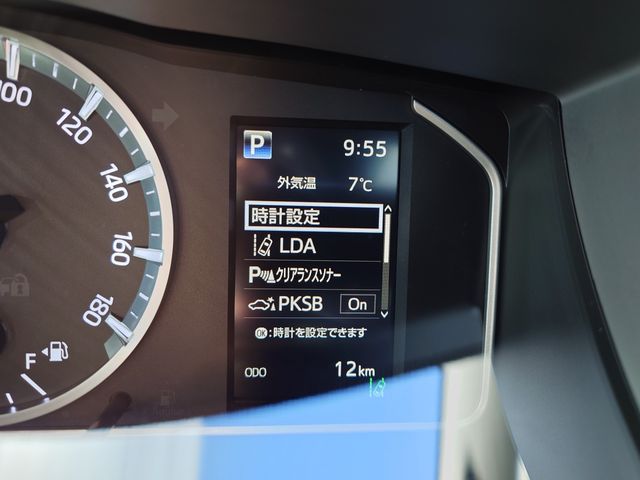 P 9:55
外気温 7℃
時計設定
LDA
P クリアランスソナー
PKSB On
OK:時計を設定できます
ODO 12km
100
120
140
160
180
F